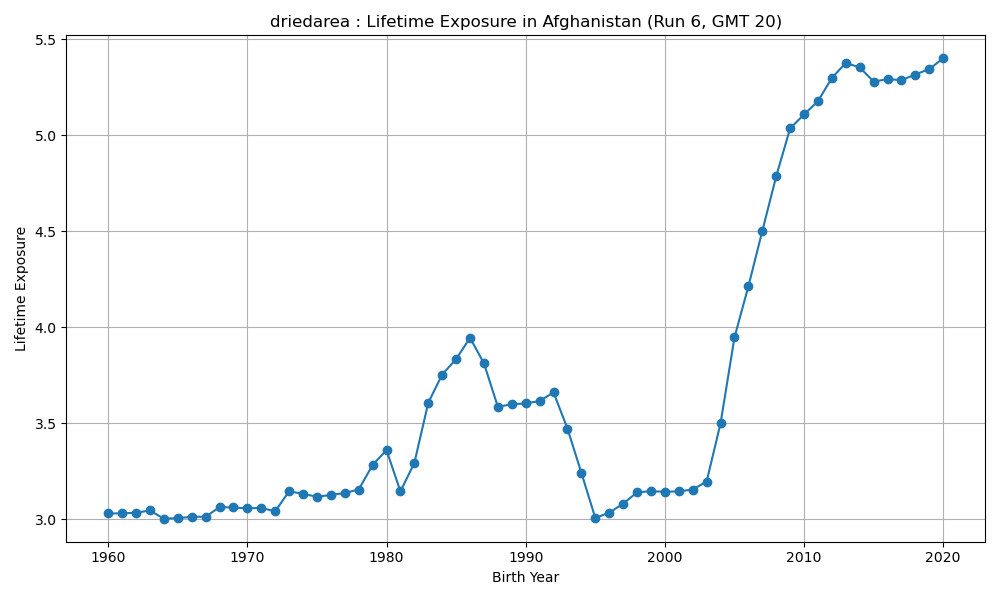 driedarea : Lifetime Exposure in Afghanistan (Run 6, GMT 20)
5.5
5.0
4.5
4.0
3.5
3.0
Lifetime Exposure
1960 1970 1980 1990 2000 2010 2020
Birth Year